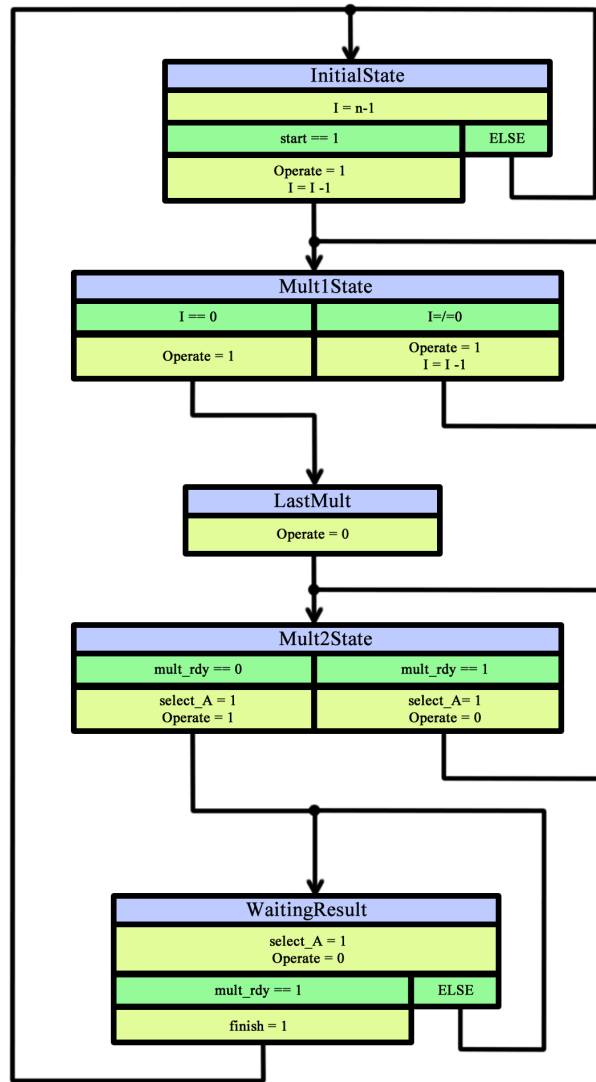 InitialState
I = n-1
start == 1
ELSE
Operate = 1
I = I -1
Mult1State
I == 0
I=/=0
Operate = 1
Operate = 1
I = I -1
LastMult
Operate = 0
Mult2State
mult_rdy == 0
mult_rdy == 1
select_A = 1
Operate = 1
select_A= 1
Operate = 0
WaitingResult
select_A = 1
Operate = 0
mult_rdy == 1
ELSE
finish = 1